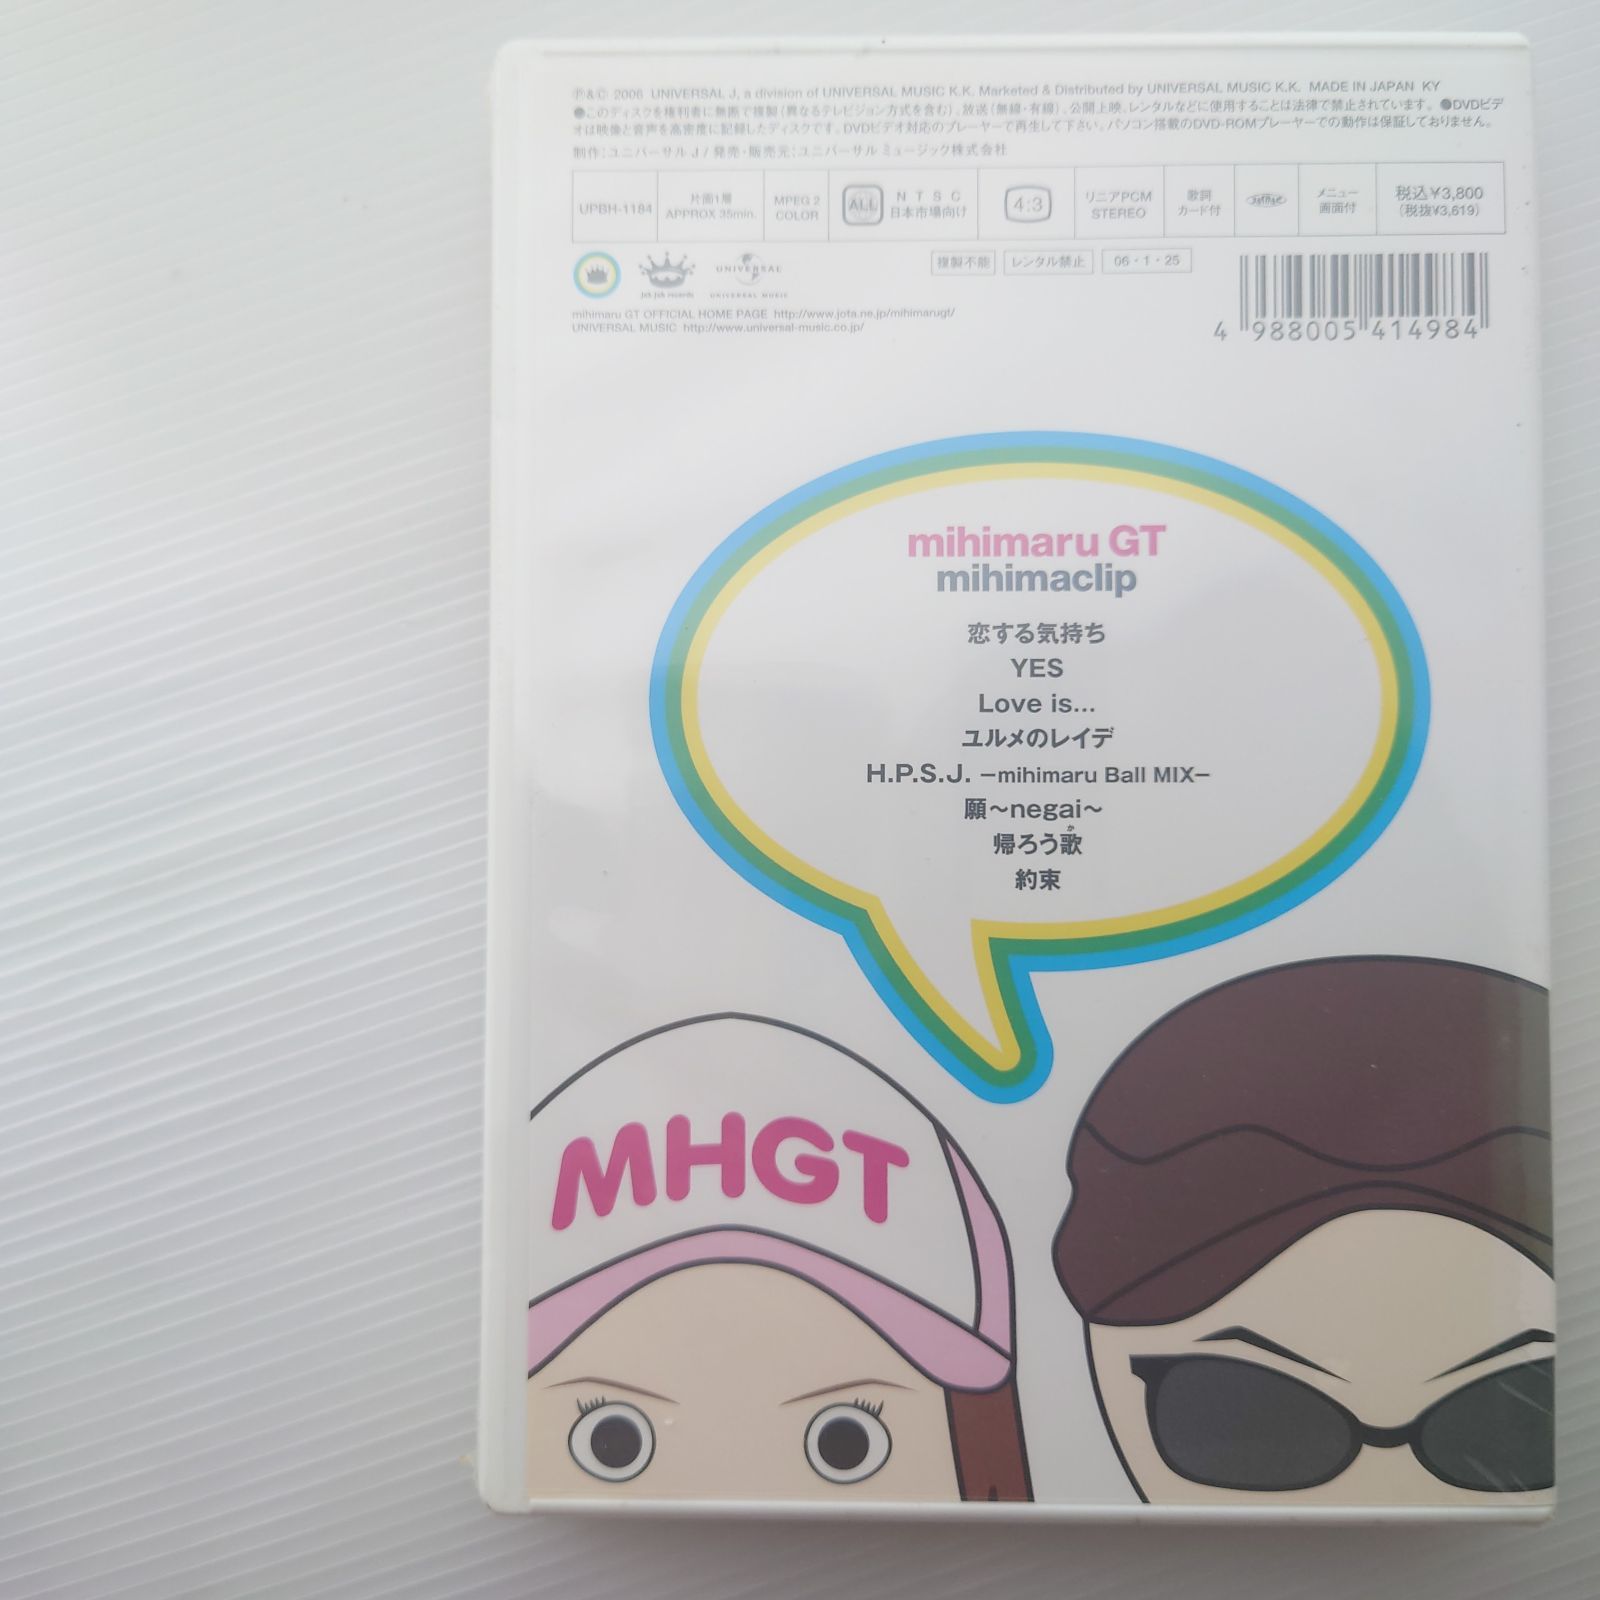 Ⓟ&© 2006 UNIVERSAL J, a division of UNIVERSAL MUSIC K.K. Marketed & Distributed by UNIVERSAL MUSIC K.K. MADE IN JAPAN KY
●このディスクを権利者に無断で複製(異なるテレビジョン方式を含む)、放送(無線・有線)、公開上映、レンタルなどに使用することは法律で禁止されています。●DVDビデ
オは映像と音声を高密度に記録したディスクです。DVDビデオ対応のプレーヤーで再生して下さい。パソコン搭載のDVD-ROMプレーヤーでの動作は保証しておりません。
制作:ユニバーサル J / 発売・販売元:ユニバーサル ミュージック株式会社
UPBH-1184
片面1層
APPROX 35min.
MPEG 2
COLOR
ALL
NTSC
日本市場向け
4:3
リニアPCM
STEREO
歌詞
カード付
メニュー
画面付
税込¥3,800
(税抜¥3,619)
Jah-Jah records
UNIVERSAL
UNIVERSAL MUSIC
複製不能
レンタル禁止
06・1・25
mihimaru GT OFFICIAL HOME PAGE http://www.jota.ne.jp/mihimarugt/
UNIVERSAL MUSIC http://www.universal-music.co.jp/
4 988005 414984
mihimaru GT
mihimaclip
恋する気持ち
YES
Love is...
ユルメのレイデ
H.P.S.J. −mihimaru Ball MIX−
願〜negai〜
か
帰ろう歌
約束
MHGT